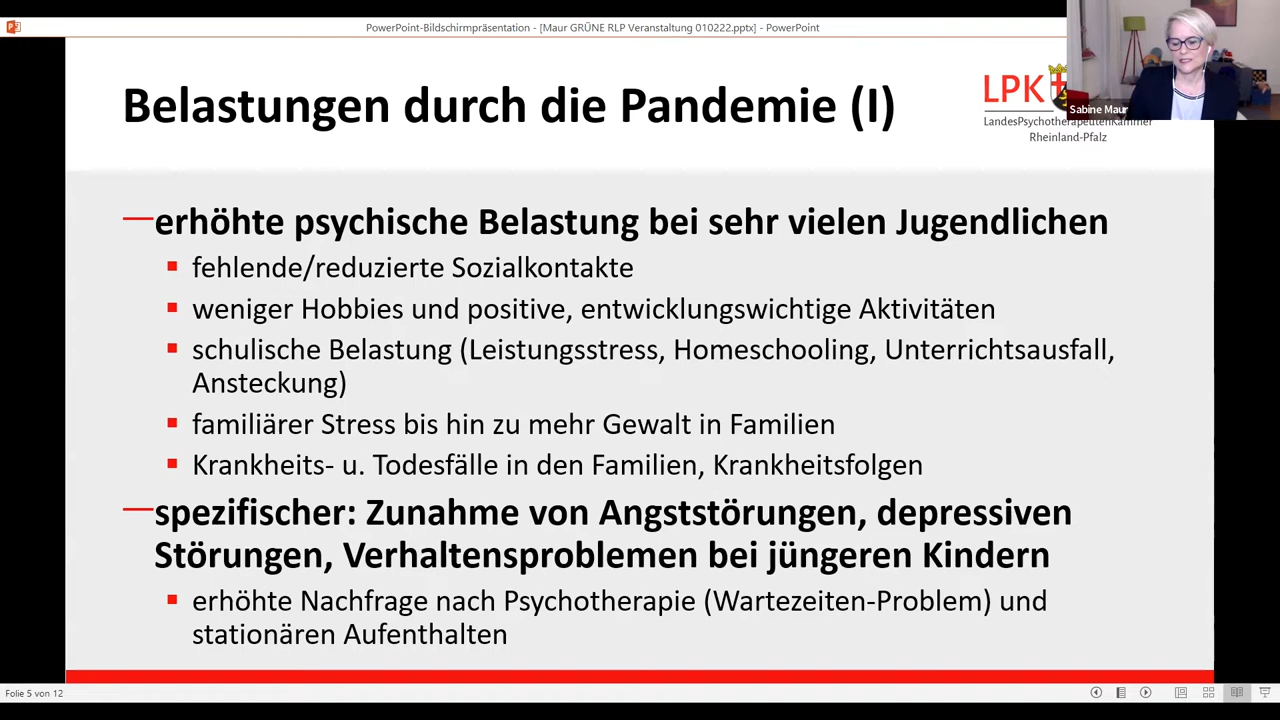 PowerPoint-Bildschirmpräsentation - [Maur GRÜNE RLP Veranstaltung 010222.pptx] - PowerPoint
Belastungen durch die Pandemie (I)
LPK
Sabine Maur
LandesPsychotherapeutenKammer
Rheinland-Pfalz
erhöhte psychische Belastung bei sehr vielen Jugendlichen
fehlende/reduzierte Sozialkontakte
weniger Hobbies und positive, entwicklungswichtige Aktivitäten
schulische Belastung (Leistungsstress, Homeschooling, Unterrichtsausfall,
Ansteckung)
familiärer Stress bis hin zu mehr Gewalt in Familien
Krankheits- u. Todesfälle in den Familien, Krankheitsfolgen
spezifischer: Zunahme von Angststörungen, depressiven
Störungen, Verhaltensproblemen bei jüngeren Kindern
erhöhte Nachfrage nach Psychotherapie (Wartezeiten-Problem) und
stationären Aufenthalten
Folie 5 von 12